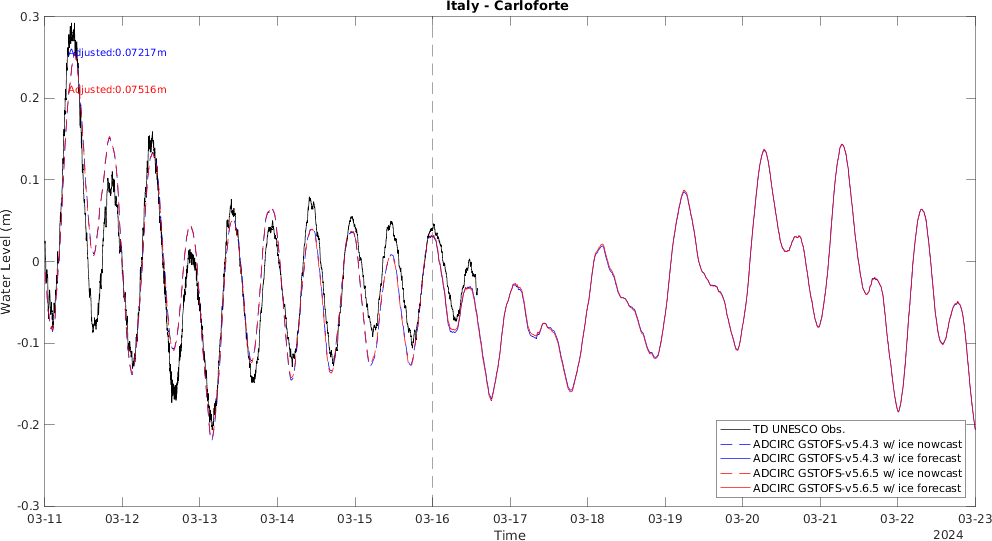 Italy - Carloforte
Water Level (m)
0.3
0.2
0.1
0
-0.1
-0.2
-0.3
Adjusted:0.07217m
Adjusted:0.07516m
TD UNESCO Obs.
ADCIRC GSTOFS-v5.4.3 w/ ice nowcast
ADCIRC GSTOFS-v5.4.3 w/ ice forecast
ADCIRC GSTOFS-v5.6.5 w/ ice nowcast
ADCIRC GSTOFS-v5.6.5 w/ ice forecast
03-11 03-12 03-13 03-14 03-15 03-16 03-17 03-18 03-19 03-20 03-21 03-22 03-23
Time
2024